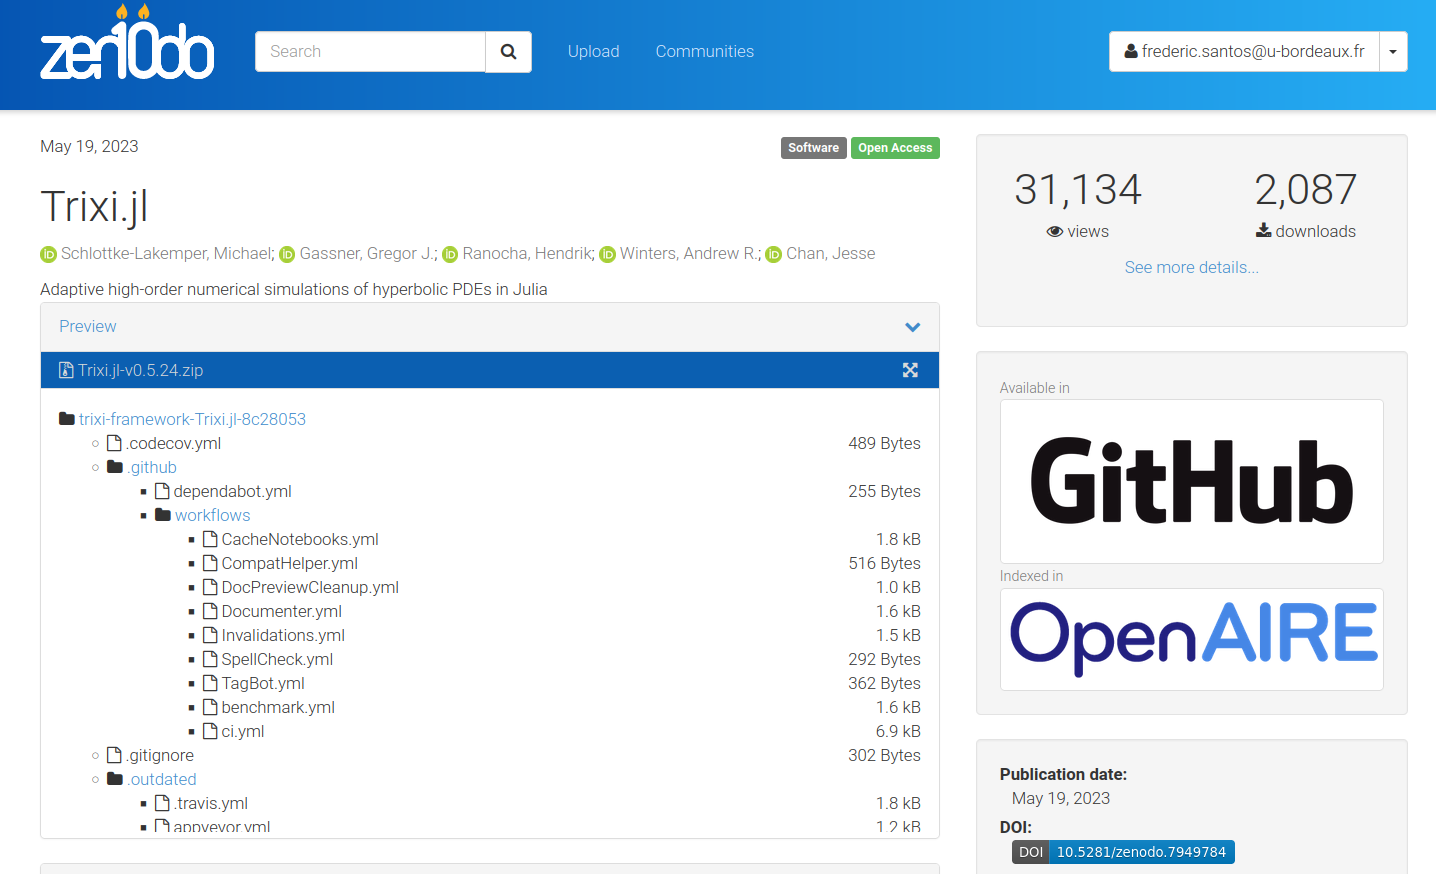 zen10do
Search
Upload
Communities
frederic.santos@u-bordeaux.fr
May 19, 2023
Software
Open Access
Trixi.jl
Schlottke-Lakemper, Michael; Gassner, Gregor J.; Ranocha, Hendrik; Winters, Andrew R.; Chan, Jesse
Adaptive high-order numerical simulations of hyperbolic PDEs in Julia
Preview
Trixi.jl-v0.5.24.zip
trixi-framework-Trixi.jl-8c28053
.codecov.yml 489 Bytes
.github
dependabot.yml 255 Bytes
workflows
CacheNotebooks.yml 1.8 kB
CompatHelper.yml 516 Bytes
DocPreviewCleanup.yml 1.0 kB
Documenter.yml 1.6 kB
Invalidations.yml 1.5 kB
SpellCheck.yml 292 Bytes
TagBot.yml 362 Bytes
benchmark.yml 1.6 kB
ci.yml 6.9 kB
.gitignore 302 Bytes
.outdated
.travis.yml 1.8 kB
appveyor.yml 1.2 kB
31,134 2,087
views downloads
See more details...
Available in
GitHub
Indexed in
OpenAIRE
Publication date:
May 19, 2023
DOI:
DOI 10.5281/zenodo.7949784